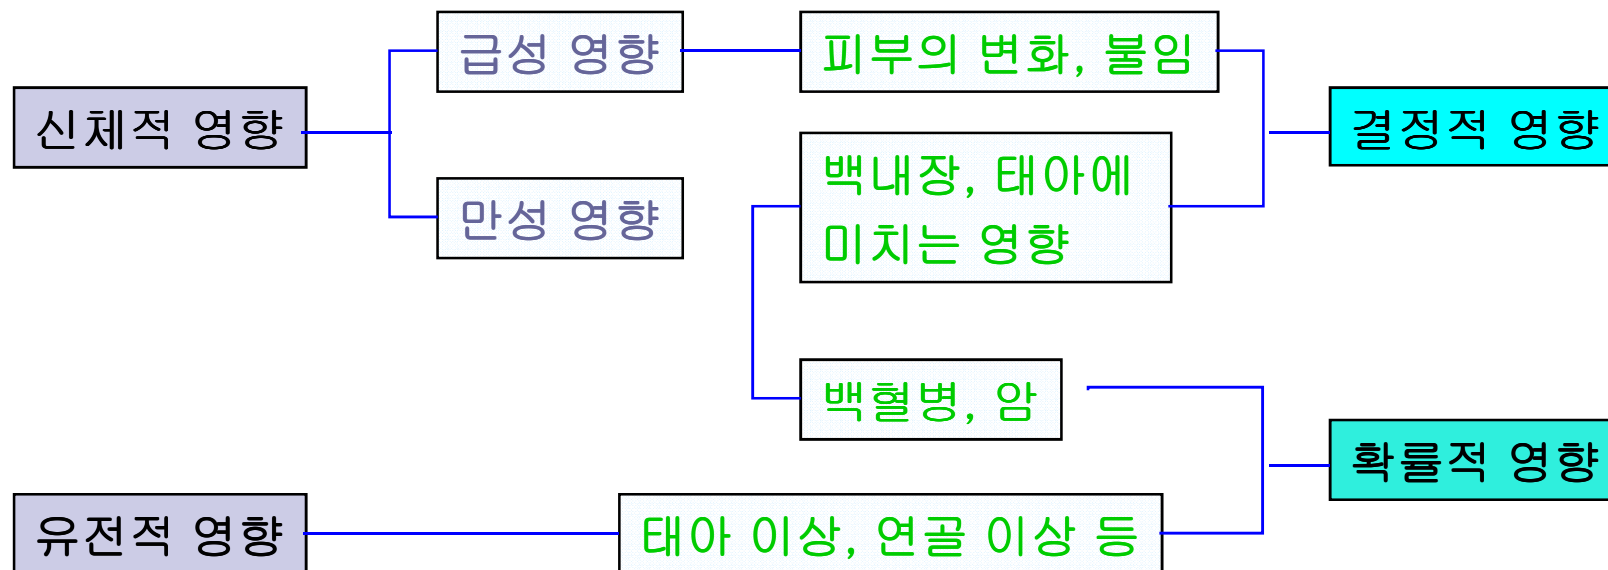 급성 영향
피부의 변화, 불임
신체적 영향
결정적 영향
만성 영향
백내장, 태아에
미치는 영향
백혈병, 암
확률적 영향
유전적 영향
태아 이상, 연골 이상 등